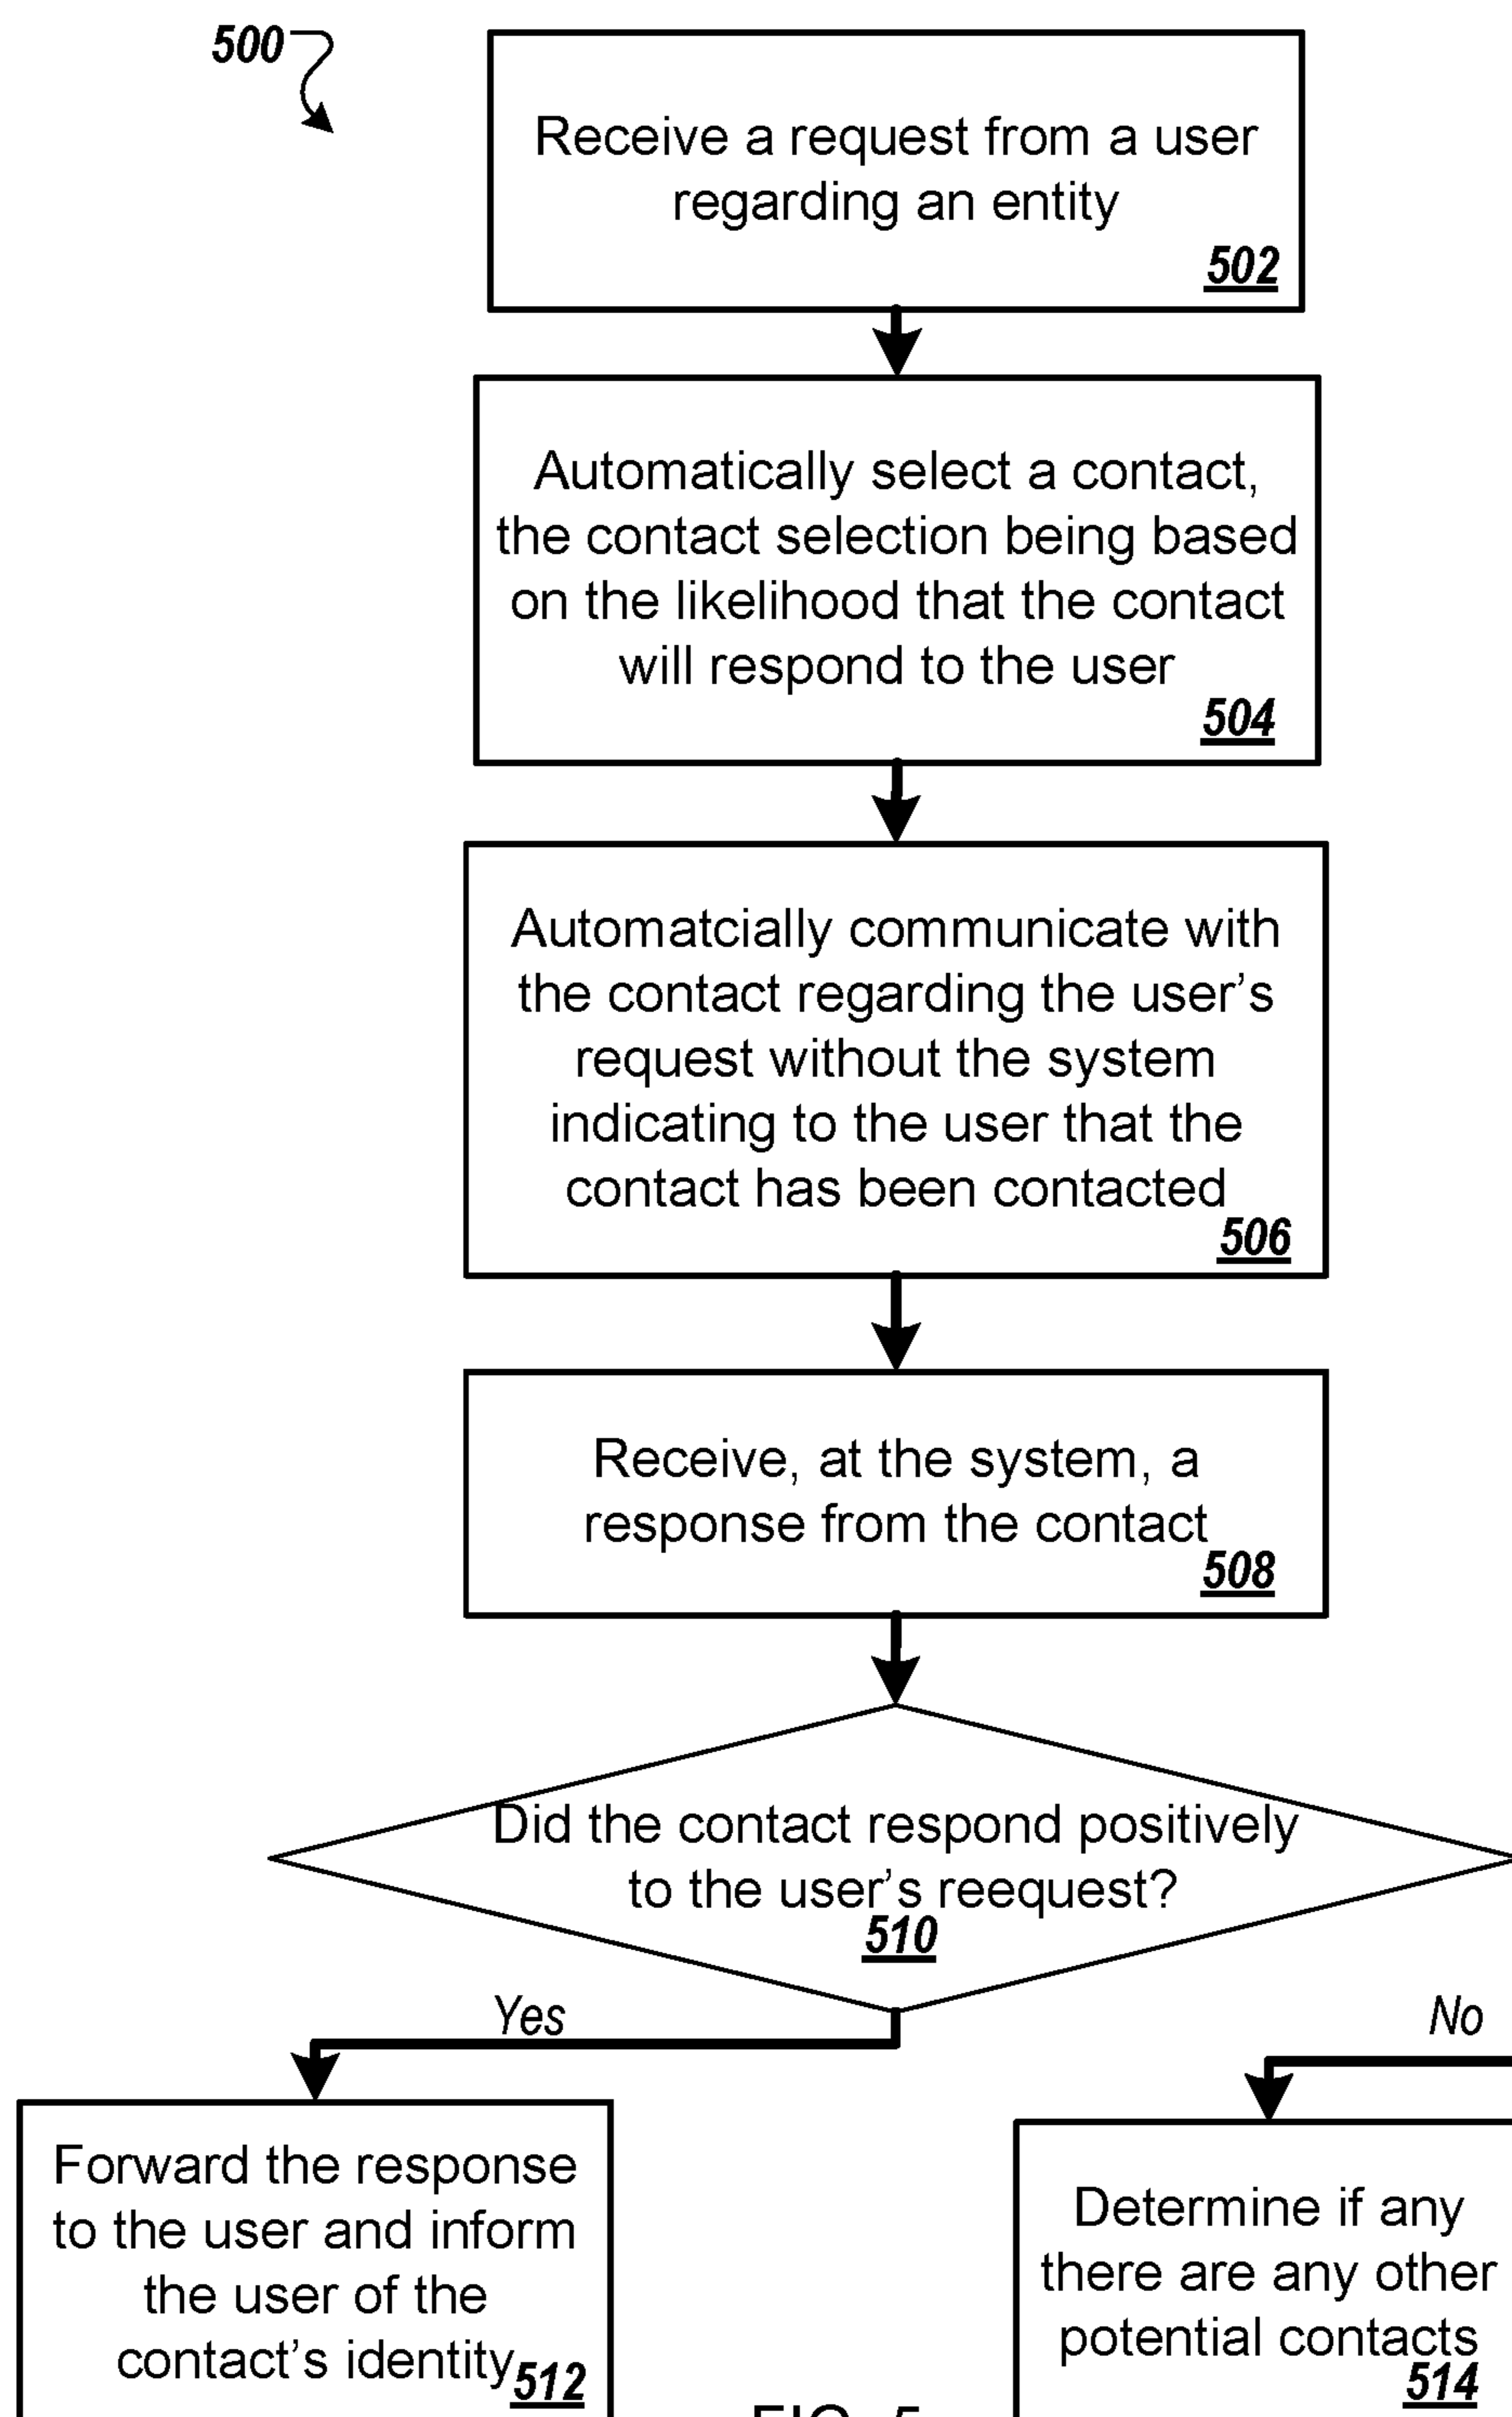 500
Receive a request from a user
regarding an entity
502
Automatically select a contact,
the contact selection being based
on the likelihood that the contact
will respond to the user
504
Automatcially communicate with
the contact regarding the user's
request without the system
indicating to the user that the
contact has been contacted
506
Receive, at the system, a
response from the contact
508
Did the contact respond positively
to the user's reequest?
510
Yes
No
Forward the response
to the user and inform
the user of the
contact's identity
512
Determine if any
there are any other
potential contacts
514
FIG. 5